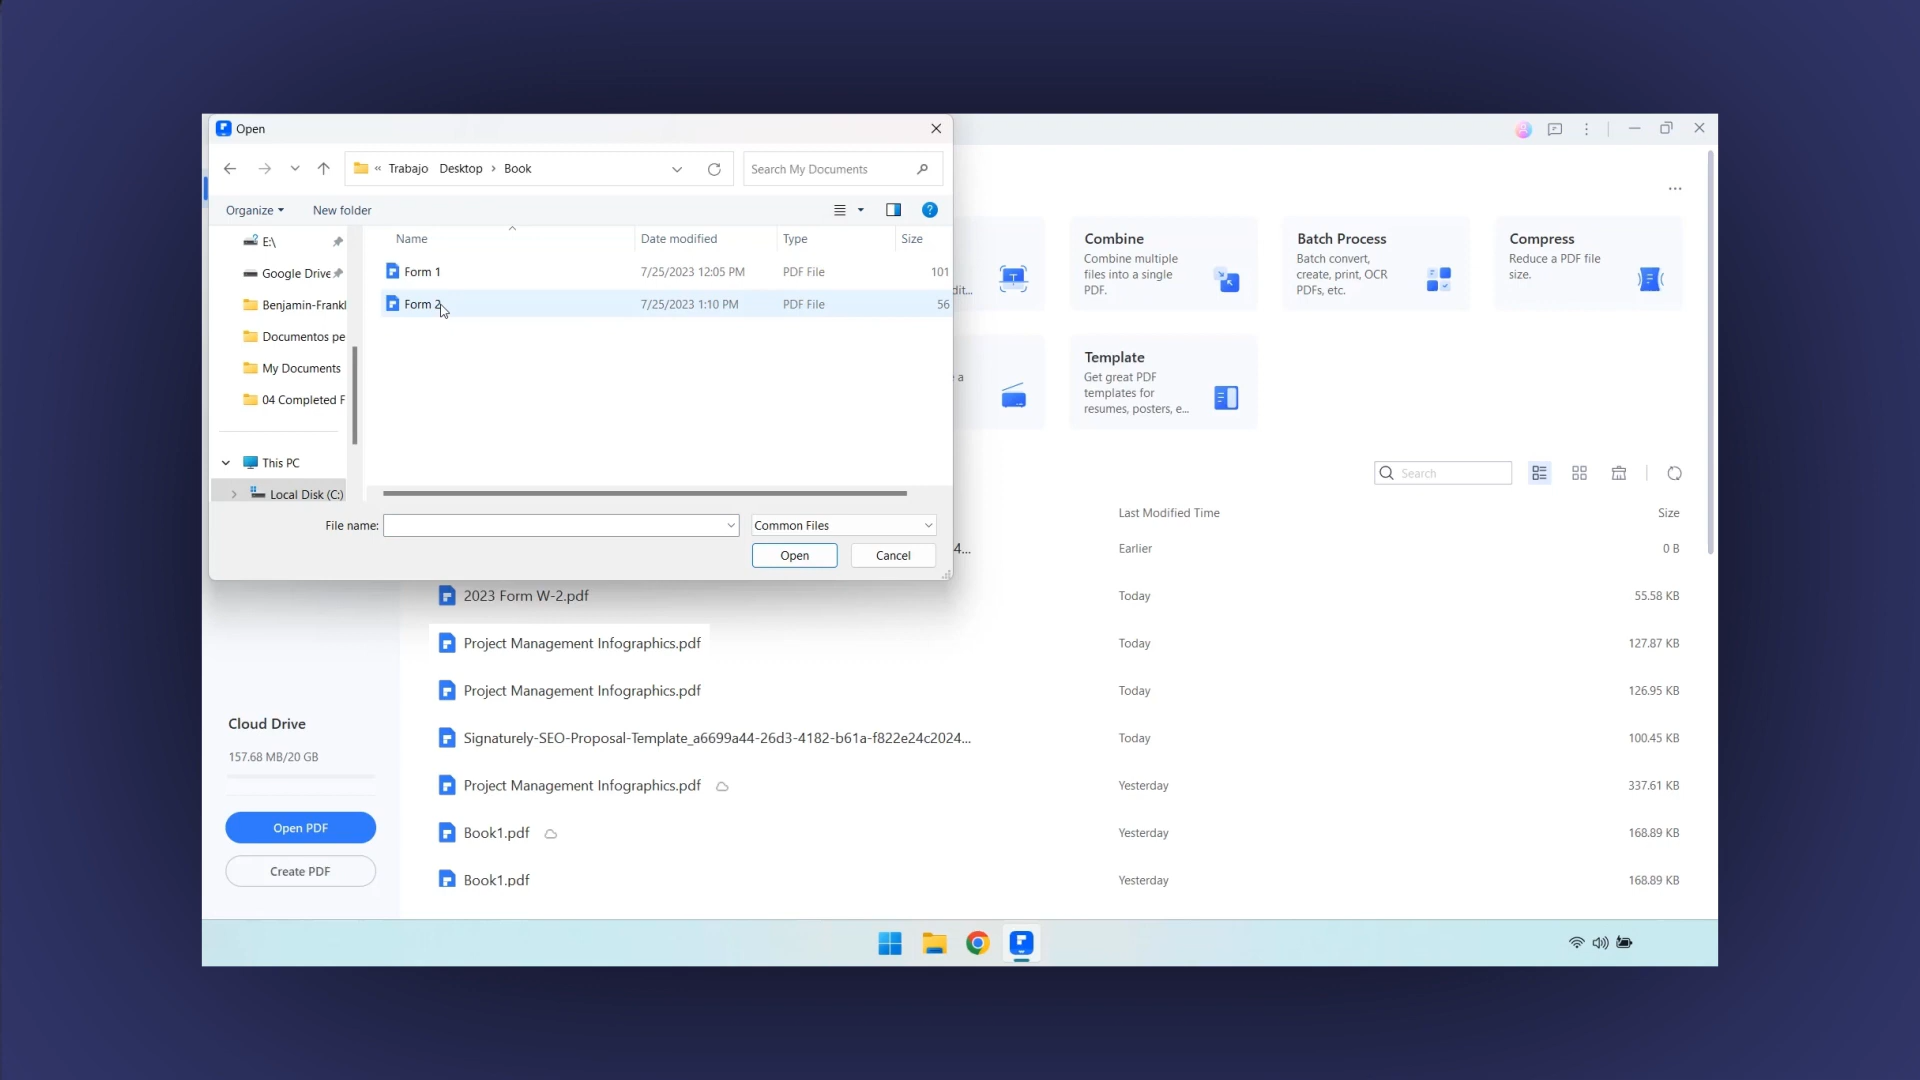 Open
« Trabajo Desktop › Book
Search My Documents
Organize
New folder
Name
Date modified
Type
Size
E:\
Google Drive
Benjamin-Frankl
Documentos pe
My Documents
04 Completed F
This PC
Local Disk (C:)
Form 1 7/25/2023 12:05 PM PDF File 101
Form 2 7/25/2023 1:10 PM PDF File 56
File name:
Common Files
Open
Cancel
dit...
Combine
Combine multiple
files into a single
PDF.
Batch Process
Batch convert,
create, print, OCR
PDFs, etc.
Compress
Reduce a PDF file
size.
a
Template
Get great PDF
templates for
resumes, posters, e...
Search
Last Modified Time Size
4... Earlier 0 B
2023 Form W-2.pdf Today 55.58 KB
Project Management Infographics.pdf Today 127.87 KB
Project Management Infographics.pdf Today 126.95 KB
Signaturely-SEO-Proposal-Template_a6699a44-26d3-4182-b61a-f822e24c2024... Today 100.45 KB
Project Management Infographics.pdf Yesterday 337.61 KB
Book1.pdf Yesterday 168.89 KB
Book1.pdf Yesterday 168.89 KB
Cloud Drive
157.68 MB/20 GB
Open PDF
Create PDF